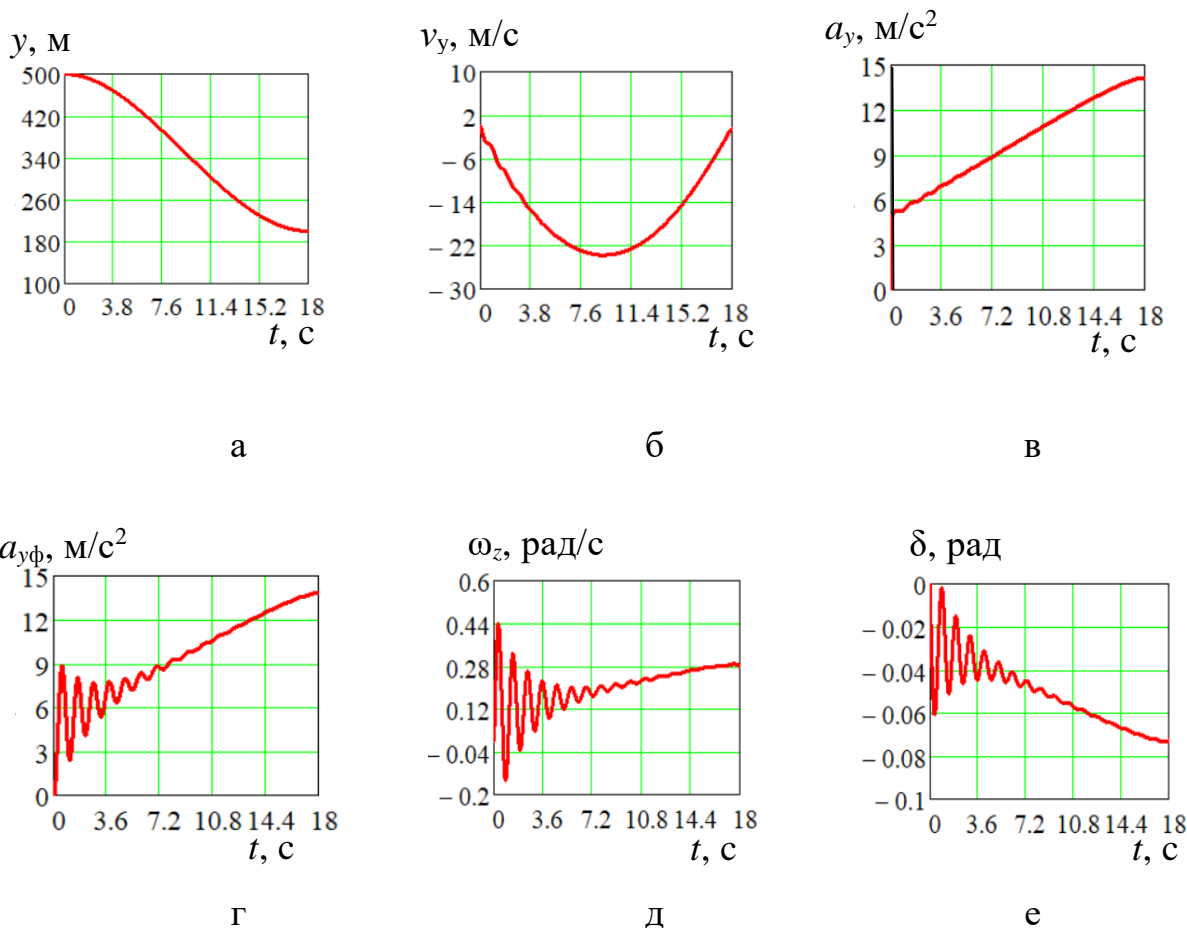 y, м
500
420
340
260
180
100
0 3.8 7.6 11.4 15.2 18
t, с
а
vу, м/с
10
2
– 6
– 14
– 22
– 30
0 3.8 7.6 11.4 15.2 18
t, с
б
ay, м/с²
15
12
9
6
3
0
0 3.6 7.2 10.8 14.4 18
t, с
в
aуф, м/с²
15
12
9
6
3
0
0 3.6 7.2 10.8 14.4 18
t, с
г
ωz, рад/с
0.6
0.44
0.28
0.12
– 0.04
– 0.2
0 3.6 7.2 10.8 14.4 18
t, с
д
δ, рад
0
– 0.02
– 0.04
– 0.06
– 0.08
– 0.1
0 3.6 7.2 10.8 14.4 18
t, с
е